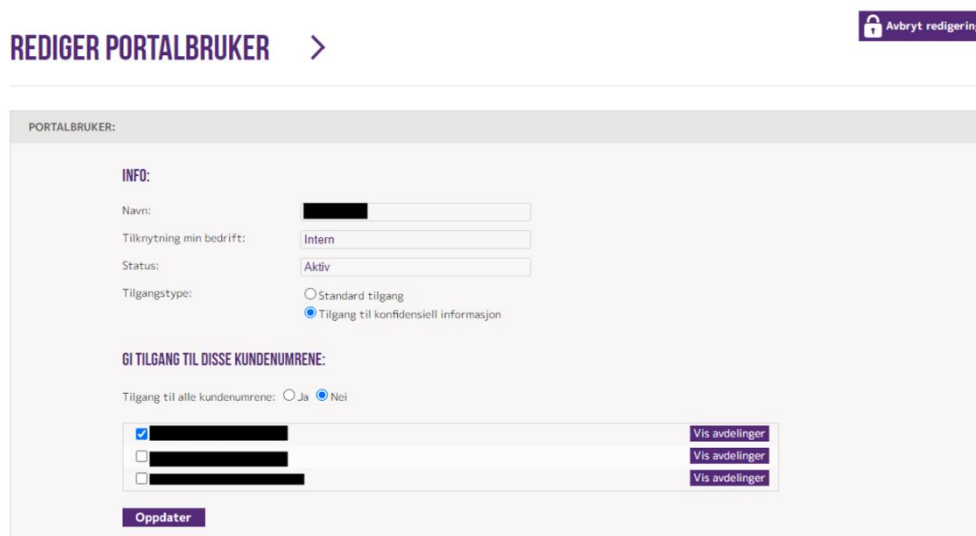 Avbryt redigering
REDIGER PORTALBRUKER
PORTALBRUKER:
INFO:
Navn:
Tilknytning min bedrift: Intern
Status: Aktiv
Tilgangstype: Standard tilgang
Tilgang til konfidensiell informasjon
GI TILGANG TIL DISSE KUNDENUMRENE:
Tilgang til alle kundenumrene: Ja Nei
Vis avdelinger
Vis avdelinger
Vis avdelinger
Oppdater